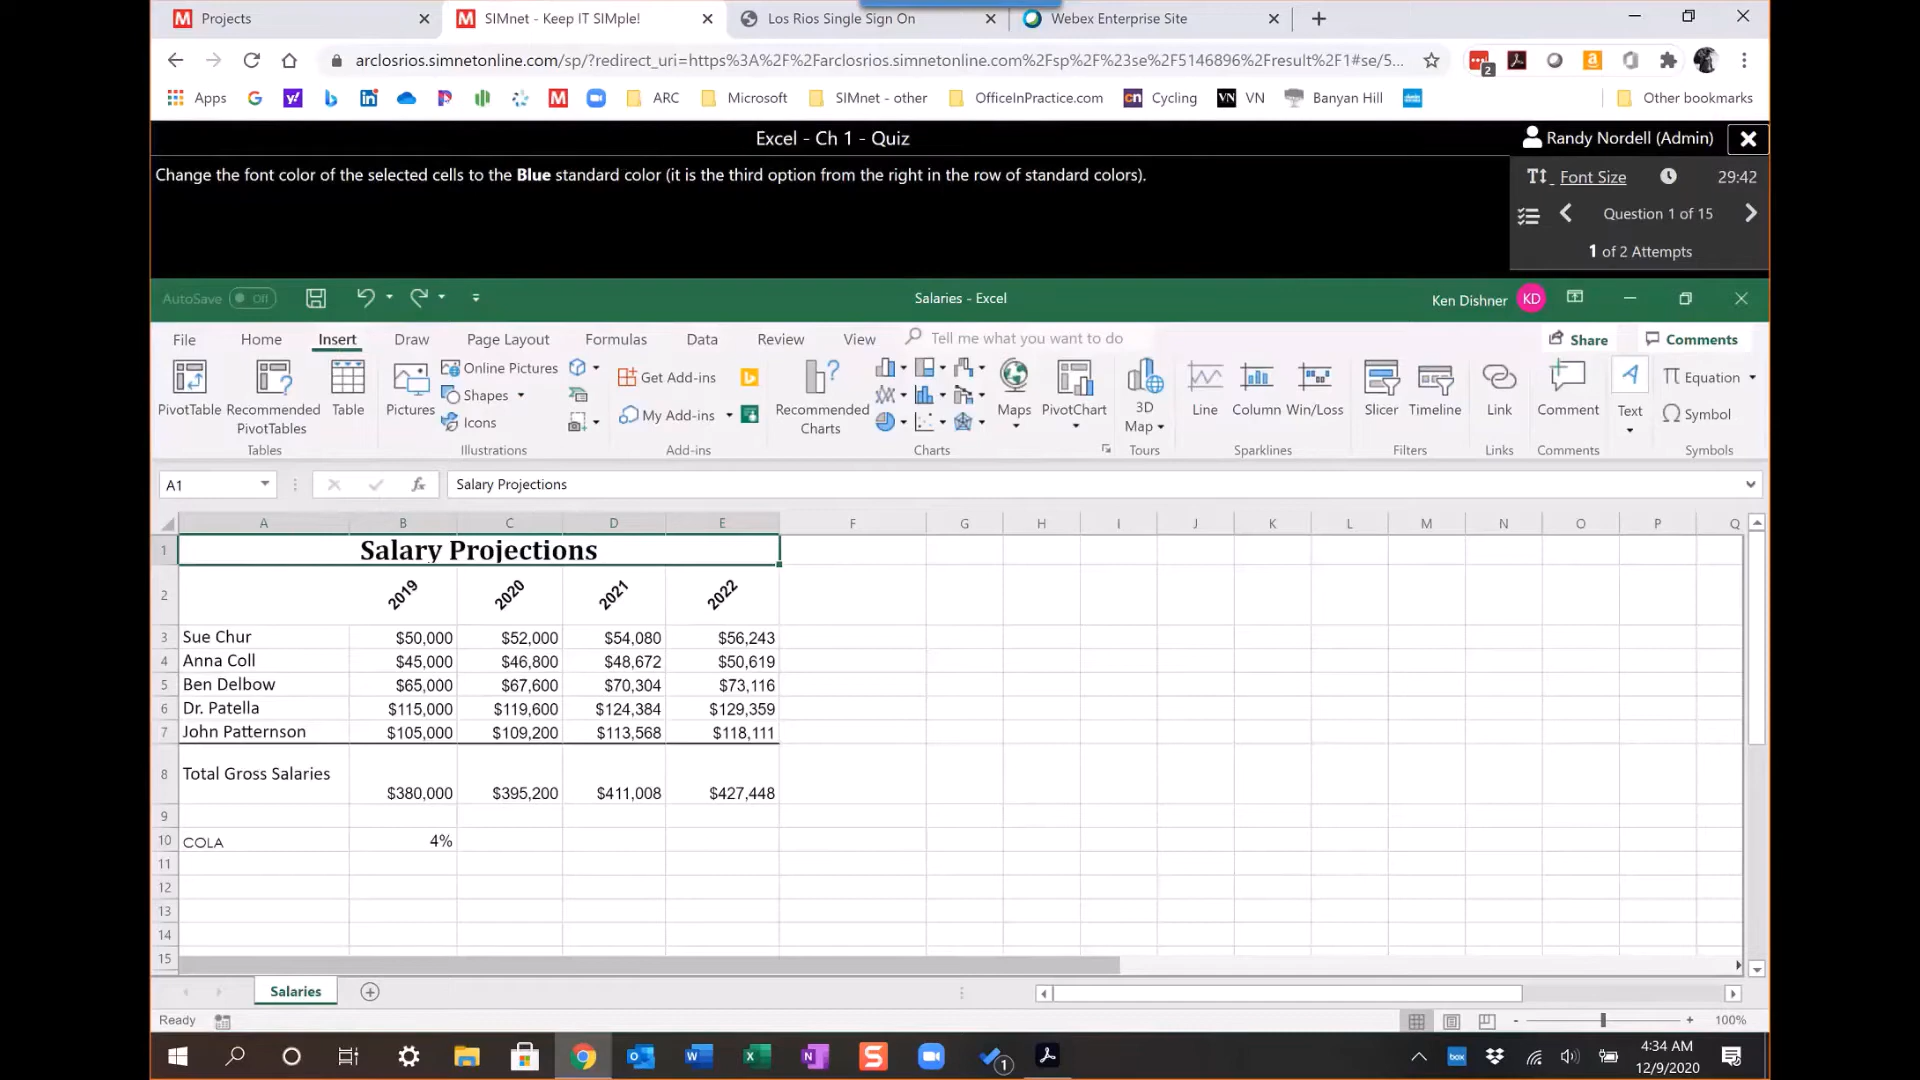 Projects SIMnet - Keep IT SIMple! Los Rios Single Sign On Webex Enterprise Site
arclosrios.simnetonline.com/sp/?redirect_uri=https%3A%2F%2Farclosrios.simnetonline.com%2Fsp%2F%23se%2F5146896%2Fresult%2F1#se/5...
2
Apps ARC Microsoft SIMnet - other OfficeInPractice.com Cycling VN Banyan Hill Other bookmarks
Excel - Ch 1 - Quiz Randy Nordell (Admin)
Change the font color of the selected cells to the Blue standard color (it is the third option from the right in the row of standard colors).
Font Size 29:42
Question 1 of 15
1 of 2 Attempts
AutoSave Off Salaries - Excel Ken Dishner KD
File Home Insert Draw Page Layout Formulas Data Review View Tell me what you want to do Share Comments
PivotTable Recommended PivotTables Table Pictures Online Pictures Shapes Icons Get Add-ins My Add-ins Recommended Charts Maps PivotChart 3D Map Line Column Win/Loss Slicer Timeline Link Comment Text Equation Symbol
Tables Illustrations Add-ins Charts Tours Sparklines Filters Links Comments Symbols
A1 fx Salary Projections
A B C D E F G H I J K L M N O P Q
1 Salary Projections
2 2019 2020 2021 2022
3 Sue Chur $50,000 $52,000 $54,080 $56,243
4 Anna Coll $45,000 $46,800 $48,672 $50,619
5 Ben Delbow $65,000 $67,600 $70,304 $73,116
6 Dr. Patella $115,000 $119,600 $124,384 $129,359
7 John Patternson $105,000 $109,200 $113,568 $118,111
8 Total Gross Salaries $380,000 $395,200 $411,008 $427,448
9
10 COLA 4%
11
12
13
14
15
Salaries
Ready 100%
1 box 4:34 AM
12/9/2020